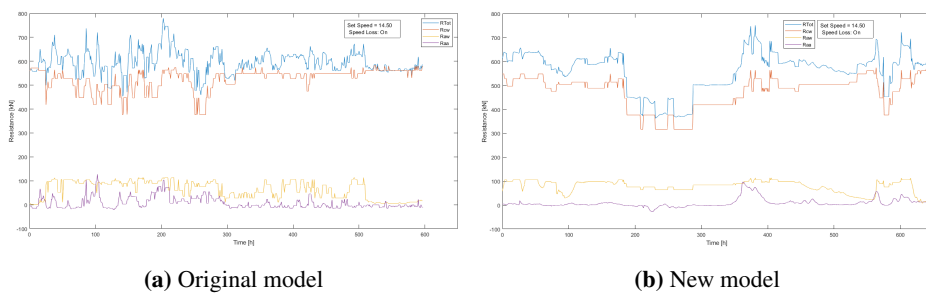 800
700
600
500
400
300
200
100
0
-100
0
100
200
300
400
500
600
Resistance [kN]
Time [h]
Set Speed = 14.50
Speed Loss: On
RTot
Rcw
Raw
Raa
800
700
600
500
400
300
200
100
0
-100
0
100
200
300
400
500
600
Resistance [kN]
Time [h]
RTot
Rcw
Raw
Raa
Set Speed = 14.50
Speed Loss: On
(a) Original model
(b) New model